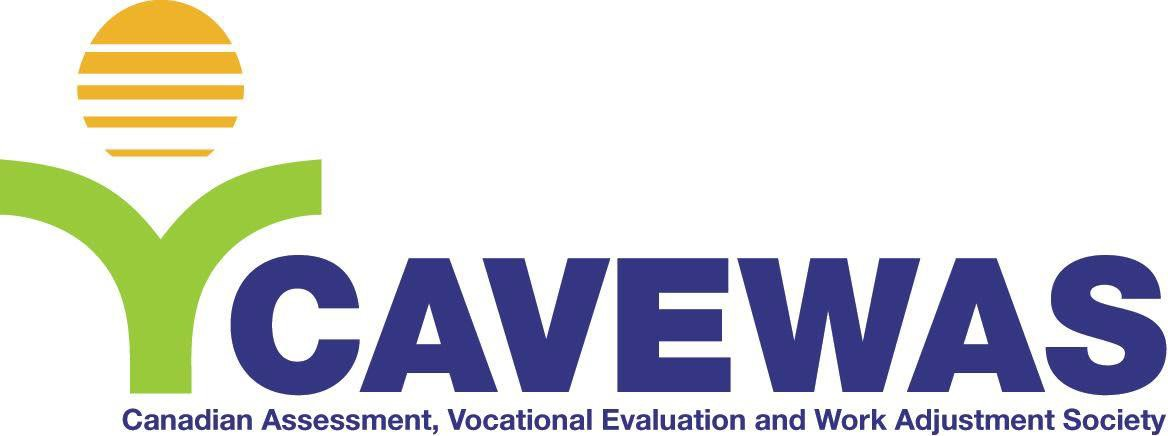 CAVEWAS
Canadian Assessment, Vocational Evaluation and Work Adjustment Society